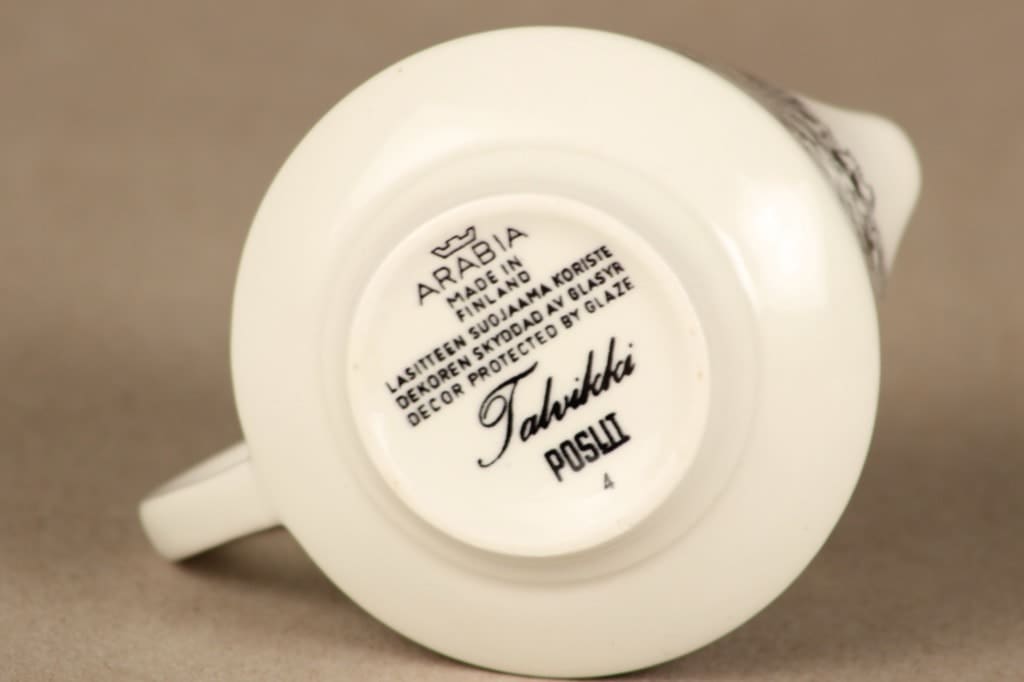 ARABIA
MADE IN
FINLAND
LASITTEEN SUOJAAMA KORISTE
DEKOREN SKYDDAD AV GLASYR
DECOR PROTECTED BY GLAZE
Talvikki
POSLII
4